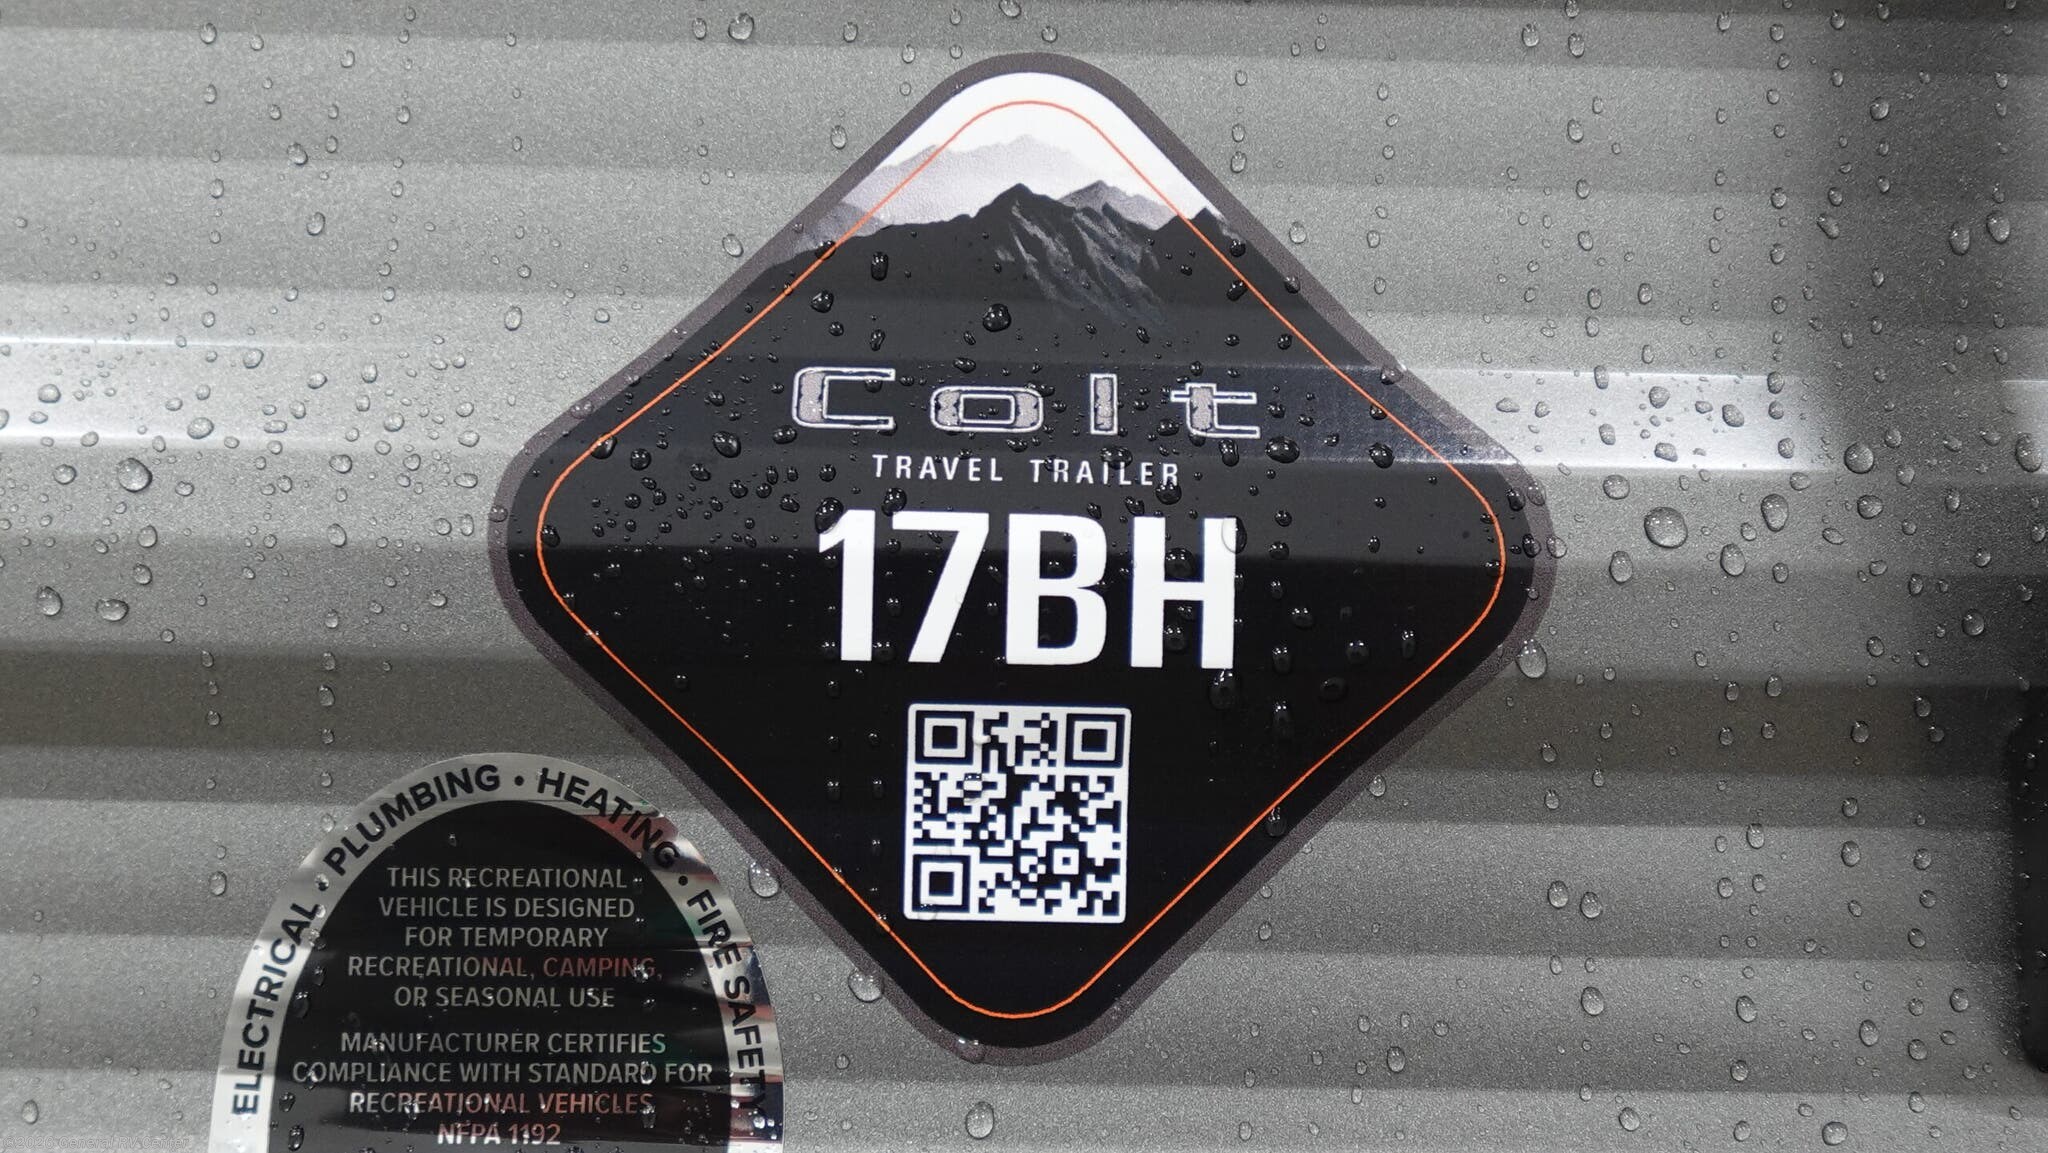 Colt
TRAVEL TRAILER
17BH
ELECTRICAL • PLUMBING • HEATING • FIRE SAFETY
THIS RECREATIONAL
VEHICLE IS DESIGNED
FOR TEMPORARY
RECREATIONAL, CAMPING,
OR SEASONAL USE
MANUFACTURER CERTIFIES
COMPLIANCE WITH STANDARD FOR
RECREATIONAL VEHICLES
NFPA 1192